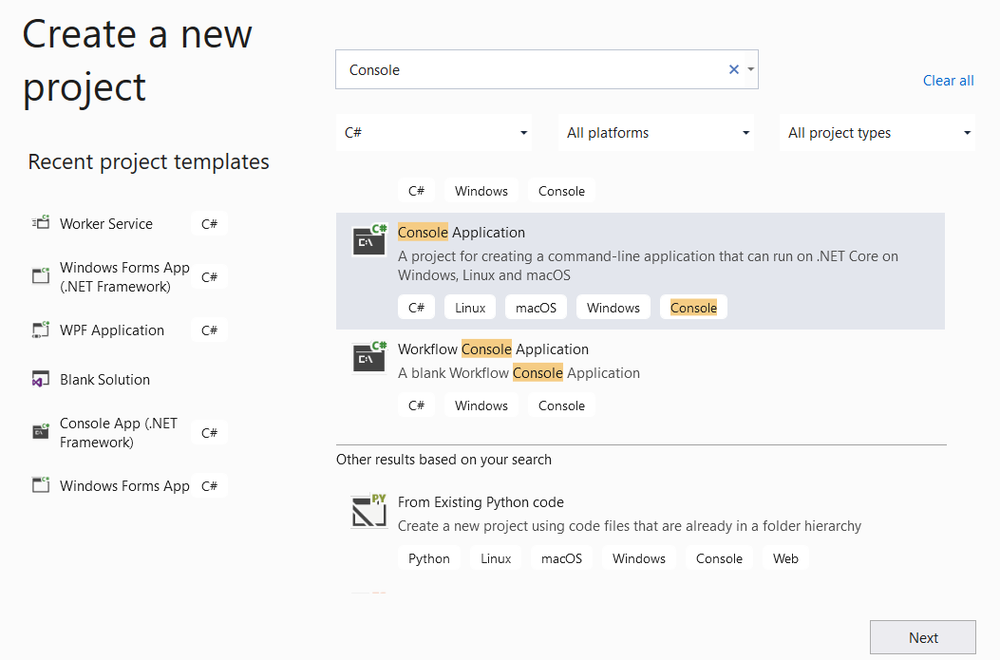 Create a new
project
Recent project templates
Worker Service C#
Windows Forms App
(.NET Framework) C#
WPF Application C#
Blank Solution
Console App (.NET
Framework) C#
Windows Forms App C#
Console
Clear all
C# All platforms All project types
C# Windows Console
C#
C:\
Console Application
A project for creating a command-line application that can run on .NET Core on
Windows, Linux and macOS
C# Linux macOS Windows Console
C#
C:\
Workflow Console Application
A blank Workflow Console Application
C# Windows Console
Other results based on your search
PY
From Existing Python code
Create a new project using code files that are already in a folder hierarchy
Python Linux macOS Windows Console Web
Next